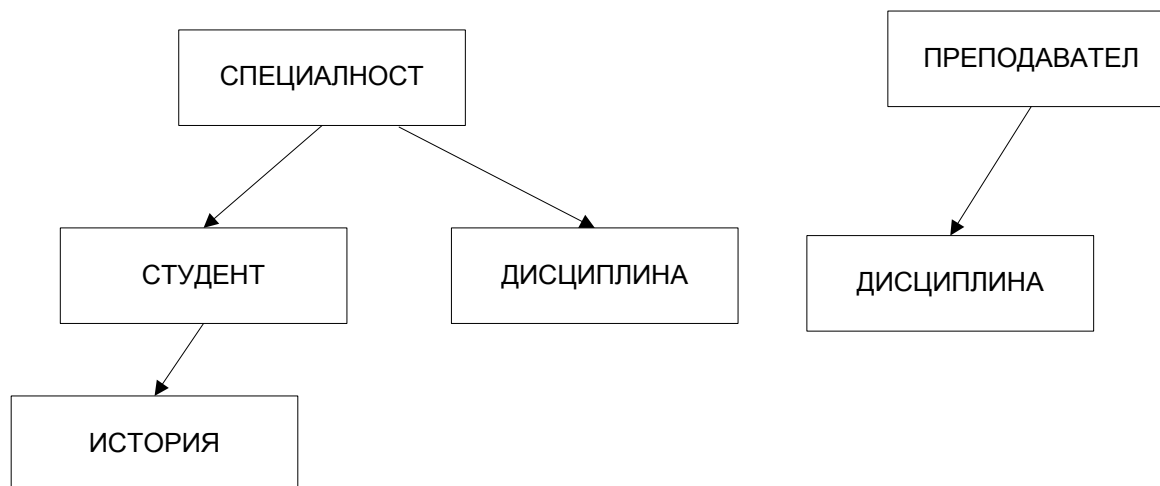 СПЕЦИАЛНОСТ
ПРЕПОДАВАТЕЛ
СТУДЕНТ
ДИСЦИПЛИНА
ДИСЦИПЛИНА
ИСТОРИЯ